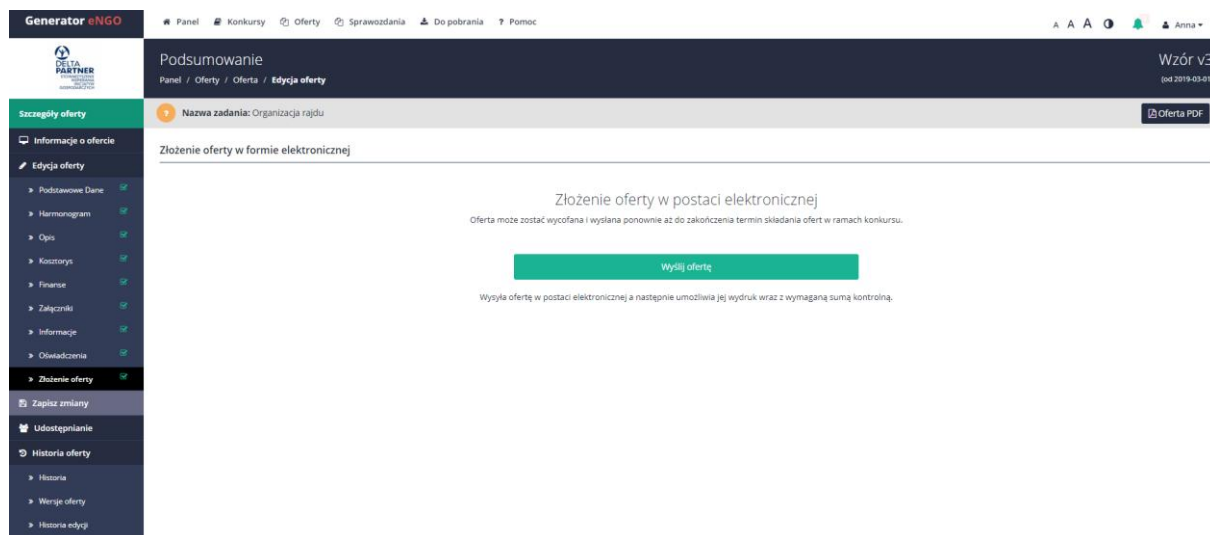 Generator eNGO
Panel Konkursy Oferty Sprawozdania Do pobrania ? Pomoc
A A A Anna
DELTA
PARTNER
Podsumowanie
Panel / Oferty / Oferta / Edycja oferty
Wzór v3
(od 2019-03-01
Szczegóły oferty
Nazwa zadania: Organizacja rajdu
Oferta PDF
Informacje o ofercie
Edycja oferty
» Podstawowe Dane
» Harmonogram
» Opis
» Kosztorys
» Finanse
» Załączniki
» Informacje
» Oświadczenia
» Złożenie oferty
Zapisz zmiany
Udostępnianie
Historia oferty
» Historia
» Wersje oferty
» Historia edycji
Złożenie oferty w formie elektronicznej
Złożenie oferty w postaci elektronicznej
Oferta może zostać wycofana i wysłana ponownie aż do zakończenia termin składania ofert w ramach konkursu.
Wyślij ofertę
Wysyła ofertę w postaci elektronicznej a następnie umożliwia jej wydruk wraz z wymaganą sumą kontrolną.